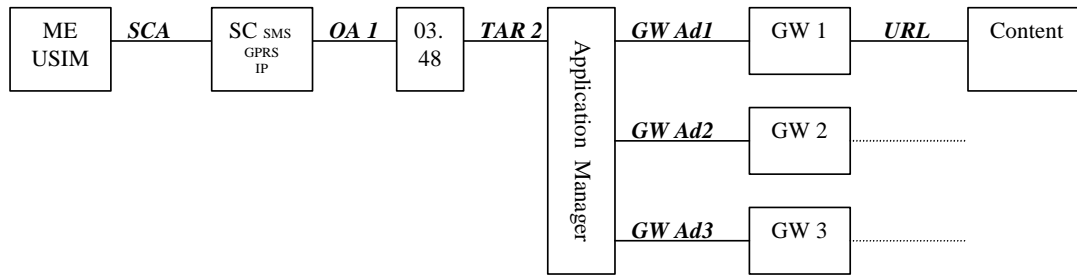 ME
USIM
SCA
SC SMS
GPRS
IP
OA 1
03.
48
TAR 2
Application Manager
GW Ad1
GW 1
URL
Content
GW Ad2
GW 2
GW Ad3
GW 3